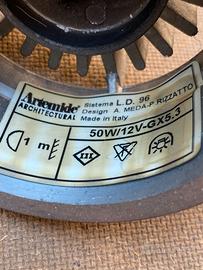 Artemide
ARCHITECTURAL
Sistema L.D. 96
Design A. MEDA-P. RIZZATTO
Made in Italy
50W/12V-GX5.3
1 m